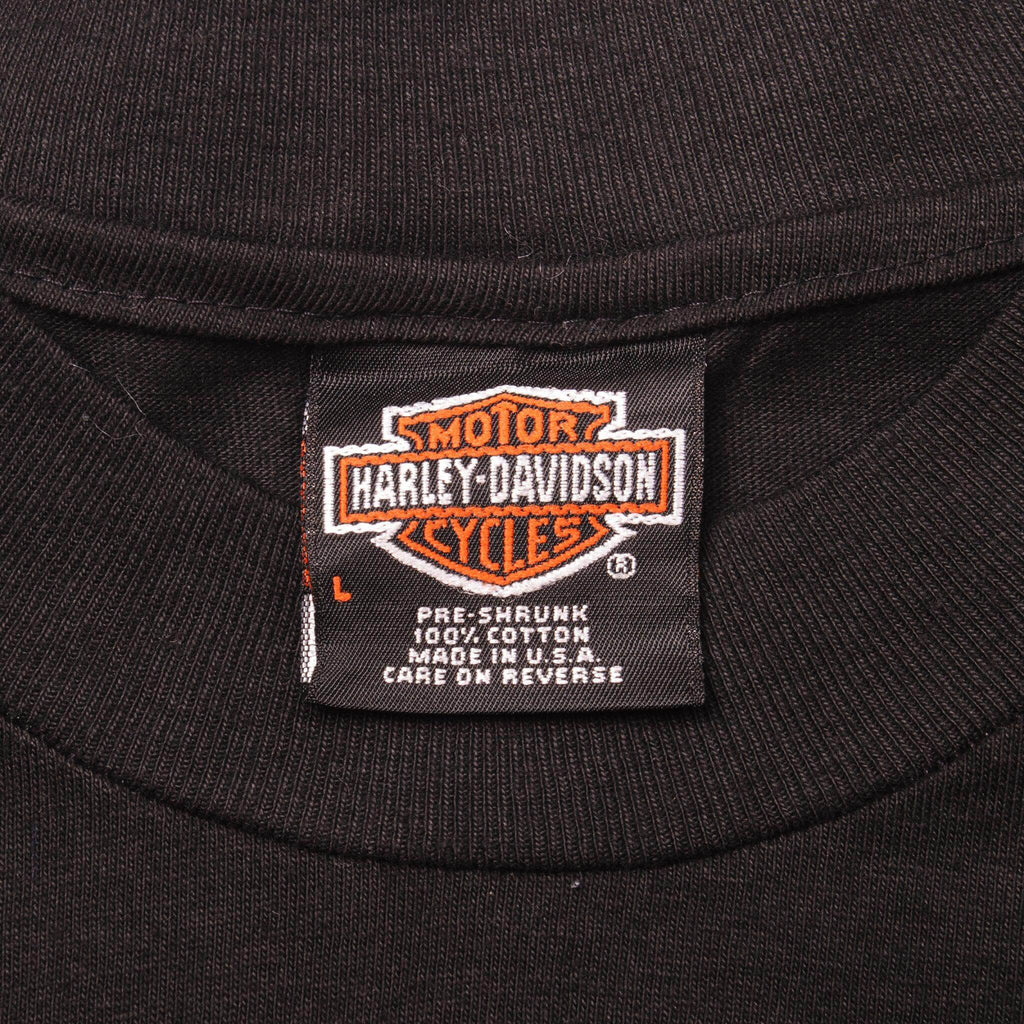 MOTOR
HARLEY-DAVIDSON
CYCLES
®
L
PRE-SHRUNK
100% COTTON
MADE IN U.S.A.
CARE ON REVERSE